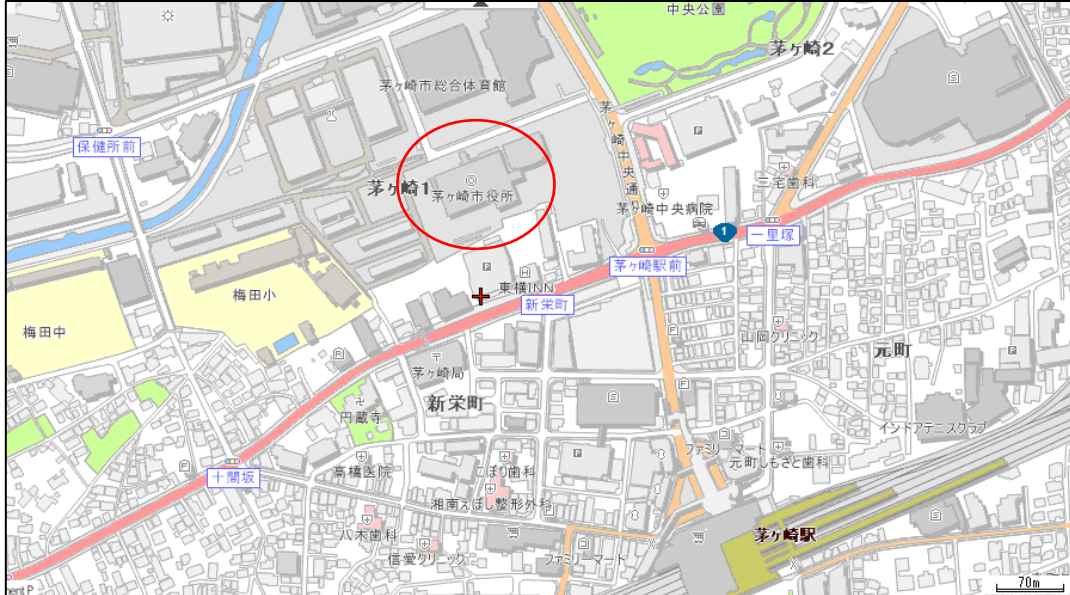 中央公園
茅ヶ崎2
茅ヶ崎市総合体育館
保健所前
茅ヶ崎中央通り
茅ヶ崎1
茅ヶ崎市役所
三宅歯科
茅ヶ崎中央病院
1
一里塚
茅ヶ崎駅前
東横INN
新栄町
梅田小
梅田中
山岡クリニック
元町
茅ヶ崎局
新栄町
円蔵寺
インドアテニスクラブ
ファミリーマート
元町しもさと歯科
十間坂
高橋医院
こぼり歯科
湘南えぼし整形外科
八木歯科
信愛クリニック
ファミリーマート
茅ヶ崎駅
70m